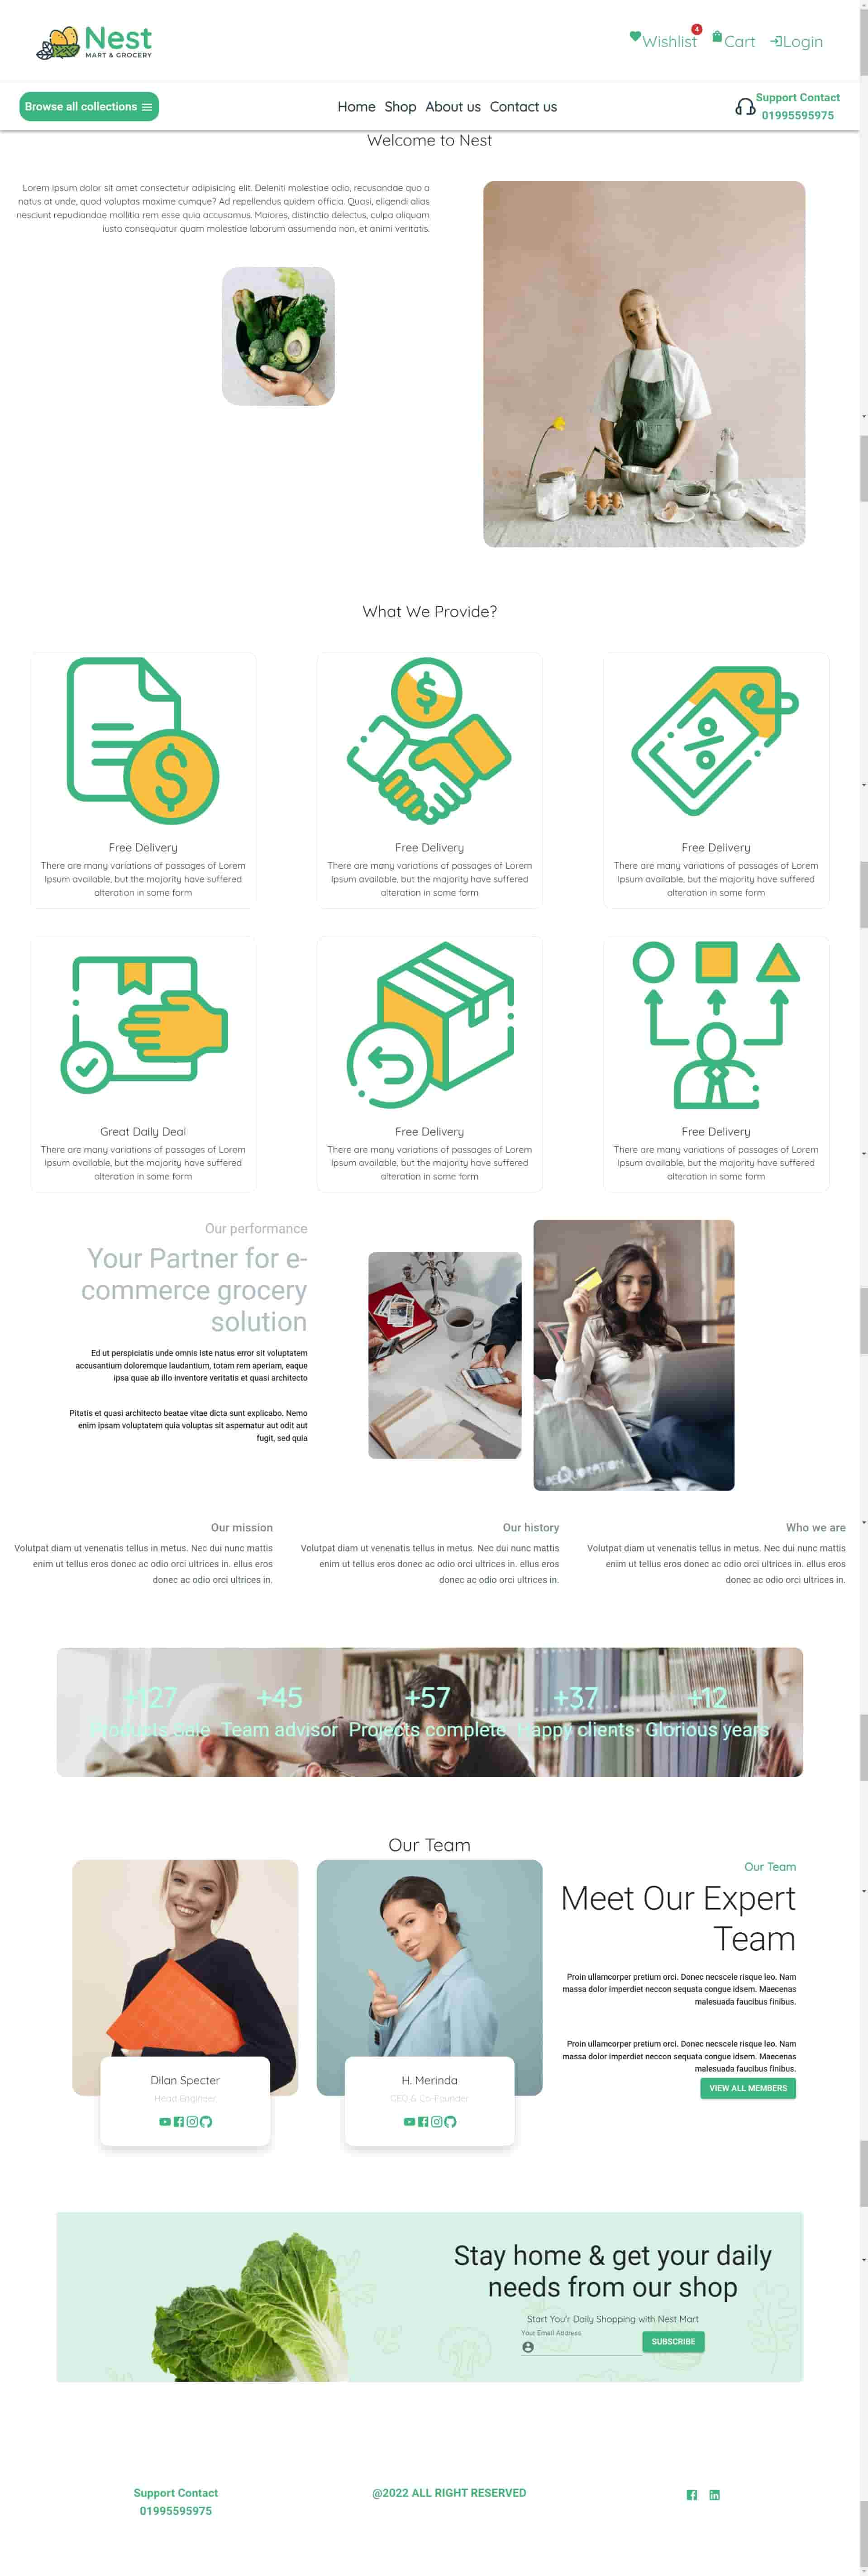 Nest
MART & GROCERY
Wishlist
4
Cart
Login
Browse all collections
Home Shop About us Contact us
Support Contact
01995595975
Welcome to Nest
Lorem ipsum dolor sit amet consectetur adipisicing elit. Deleniti molestiae odio, recusandae quo a
natus at unde, quod voluptas maxime cumque? Ad repellendus quidem officia. Quasi, eligendi alias
nesciunt repudiandae mollitia rem esse quia accusamus. Maiores, distinctio delectus, culpa aliquam
iusto consequatur quam molestiae laborum assumenda non, et animi veritatis.
What We Provide?
Free Delivery
There are many variations of passages of Lorem
Ipsum available, but the majority have suffered
alteration in some form
Free Delivery
There are many variations of passages of Lorem
Ipsum available, but the majority have suffered
alteration in some form
Free Delivery
There are many variations of passages of Lorem
Ipsum available, but the majority have suffered
alteration in some form
Great Daily Deal
There are many variations of passages of Lorem
Ipsum available, but the majority have suffered
alteration in some form
Free Delivery
There are many variations of passages of Lorem
Ipsum available, but the majority have suffered
alteration in some form
Free Delivery
There are many variations of passages of Lorem
Ipsum available, but the majority have suffered
alteration in some form
Our performance
Your Partner for e-
commerce grocery
solution
Ed ut perspiciatis unde omnis iste natus error sit voluptatem
accusantium doloremque laudantium, totam rem aperiam, eaque
ipsa quae ab illo inventore veritatis et quasi architecto
Pitatis et quasi architecto beatae vitae dicta sunt explicabo. Nemo
enim ipsam voluptatem quia voluptas sit aspernatur aut odit aut
fugit, sed quia
Our mission
Volutpat diam ut venenatis tellus in metus. Nec dui nunc mattis
enim ut tellus eros donec ac odio orci ultrices in. ellus eros
donec ac odio orci ultrices in.
Our history
Volutpat diam ut venenatis tellus in metus. Nec dui nunc mattis
enim ut tellus eros donec ac odio orci ultrices in. ellus eros
donec ac odio orci ultrices in.
Who we are
Volutpat diam ut venenatis tellus in metus. Nec dui nunc mattis
enim ut tellus eros donec ac odio orci ultrices in. ellus eros
donec ac odio orci ultrices in.
+127
Products sale
+45
Team advisor
+57
Projects complete
+37
Happy clients
+12
Glorious years
Our Team
Dilan Specter
Head Engineer
H. Merinda
CEO & Co-Founder
Our Team
Meet Our Expert
Team
Proin ullamcorper pretium orci. Donec necscele risque leo. Nam
massa dolor imperdiet neccon sequata congue idsem. Maecenas
malesuada faucibus finibus.
Proin ullamcorper pretium orci. Donec necscele risque leo. Nam
massa dolor imperdiet neccon sequata congue idsem. Maecenas
malesuada faucibus finibus.
VIEW ALL MEMBERS
Stay home & get your daily
needs from our shop
Start You'r Daily Shopping with Nest Mart
Your Email Address
SUBSCRIBE
Support Contact
01995595975
@2022 ALL RIGHT RESERVED